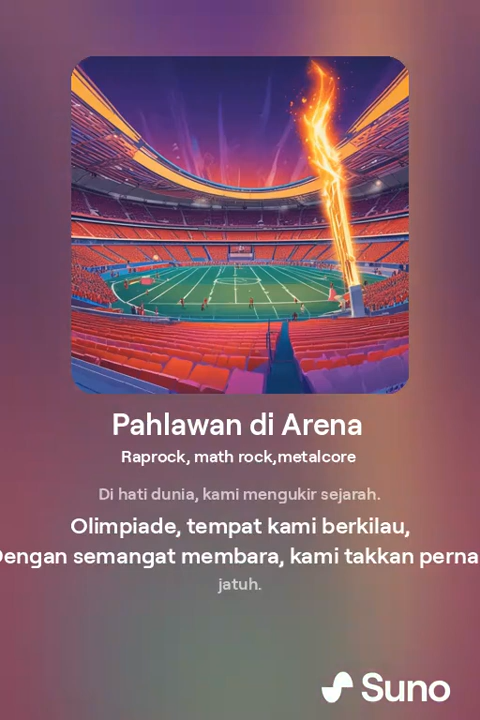 Pahlawan di Arena
Raprock, math rock,metalcore
Di hati dunia, kami mengukir sejarah.
Olimpiade, tempat kami berkilau,
Dengan semangat membara, kami takkan perna
jatuh.
Suno